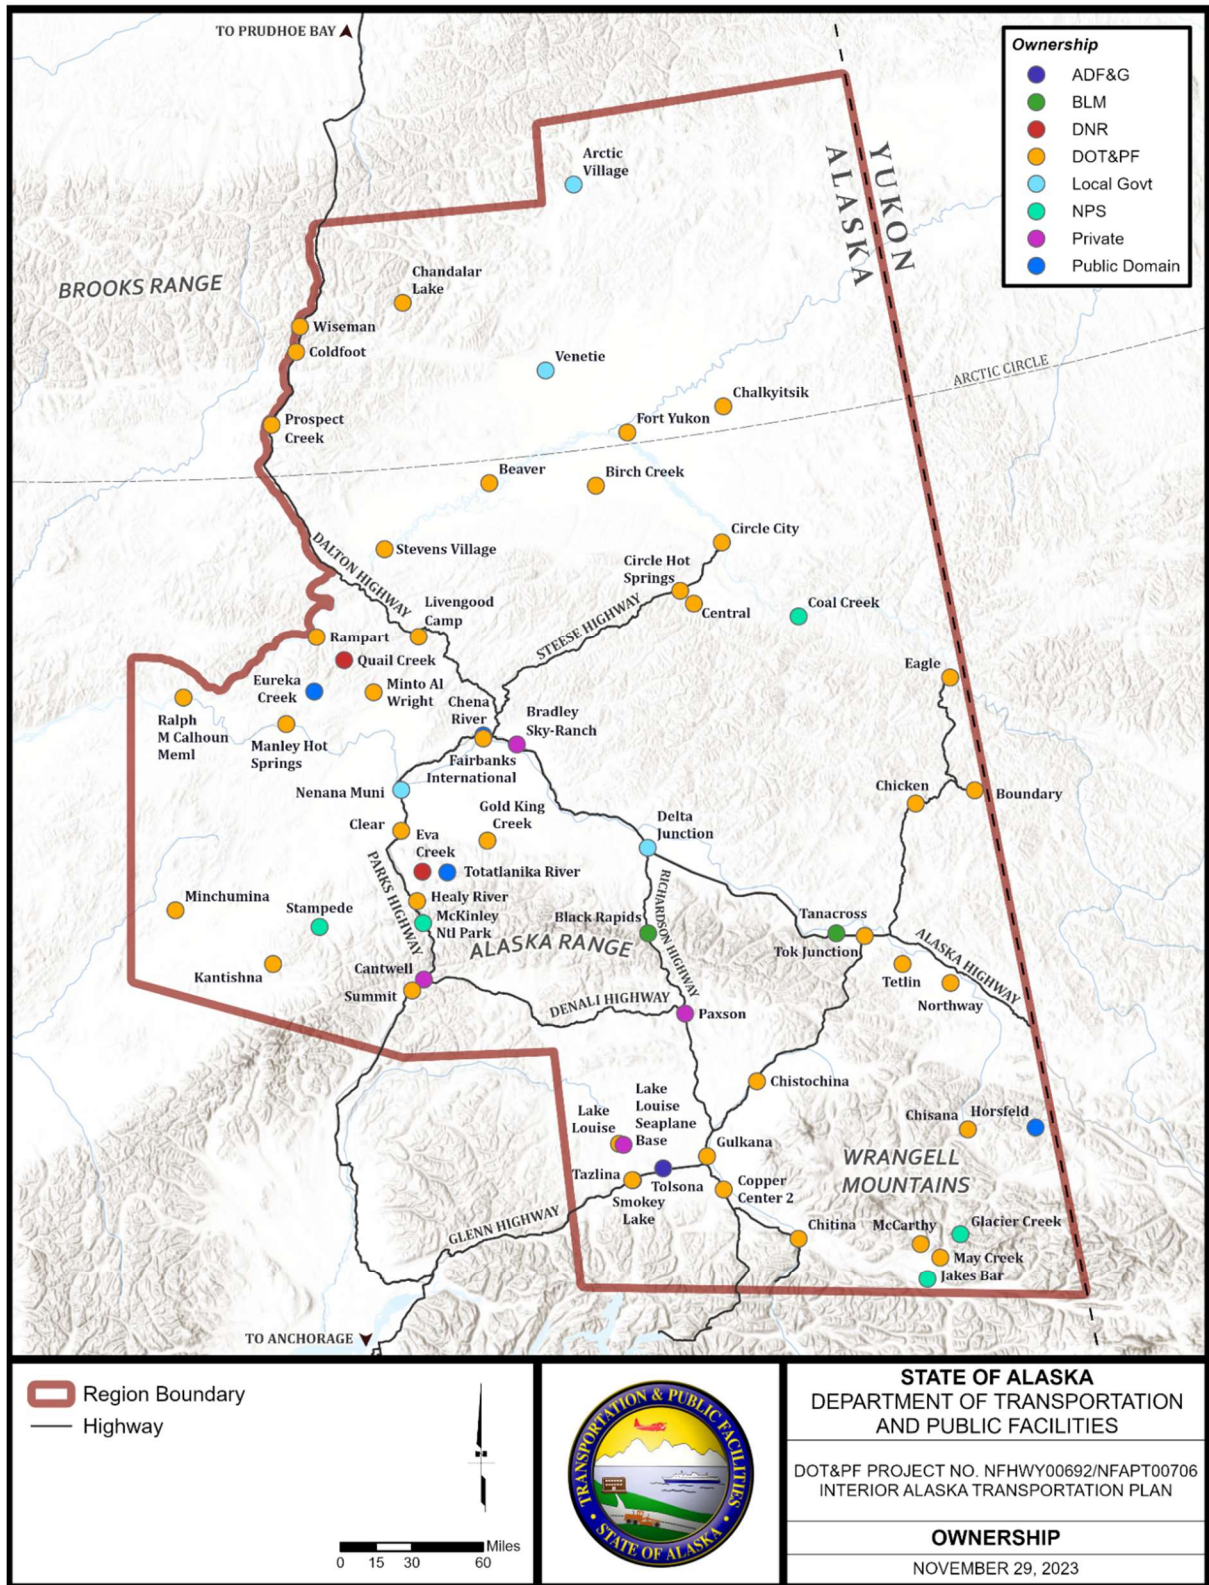 TO PRUDHOE BAY
Ownership
ADF&G
BLM
DNR
DOT&PF
Local Govt
NPS
Private
Public Domain
YUKON
ALASKA
Arctic
Village
BROOKS RANGE
Chandalar
Lake
Wiseman
Coldfoot
Venetie
ARCTIC CIRCLE
Chalkyitsik
Prospect
Creek
Fort Yukon
Beaver
Birch Creek
Circle City
DALTON HIGHWAY
Stevens Village
Circle Hot
Springs
Central
Coal Creek
STEESE HIGHWAY
Livengood
Camp
Rampart
Quail Creek
Eureka
Creek
Minto Al
Wright
Eagle
Ralph
M Calhoun
Meml
Manley Hot
Springs
Chena
River
Bradley
Sky-Ranch
Fairbanks
International
Nenana Muni
Chicken
Boundary
Clear
Gold King
Creek
Delta
Junction
Eva
Creek
Totatlanika River
PARKS HIGHWAY
RICHARDSON HIGHWAY
Healy River
Minchumina
Stampede
McKinley
Ntl Park
ALASKA RANGE
Black Rapids
Tanacross
Tok Junction
ALASKA HIGHWAY
Kantishna
Cantwell
Summit
Tetlin
Northway
DENALI HIGHWAY
Paxson
Chistochina
Lake
Louise
Lake
Louise
Seaplane
Base
Chisana
Horsfeld
Gulkana
WRANGELL
MOUNTAINS
Tazlina
Tolsona
Smokey
Lake
Copper
Center 2
GLENN HIGHWAY
Chitina
McCarthy
Glacier Creek
May Creek
Jakes Bar
TO ANCHORAGE
Region Boundary
Highway
0 15 30 60 Miles
TRANSPORTATION & PUBLIC FACILITIES
STATE OF ALASKA
STATE OF ALASKA
DEPARTMENT OF TRANSPORTATION
AND PUBLIC FACILITIES
DOT&PF PROJECT NO. NFHWY00692/NFAPT00706
INTERIOR ALASKA TRANSPORTATION PLAN
OWNERSHIP
NOVEMBER 29, 2023